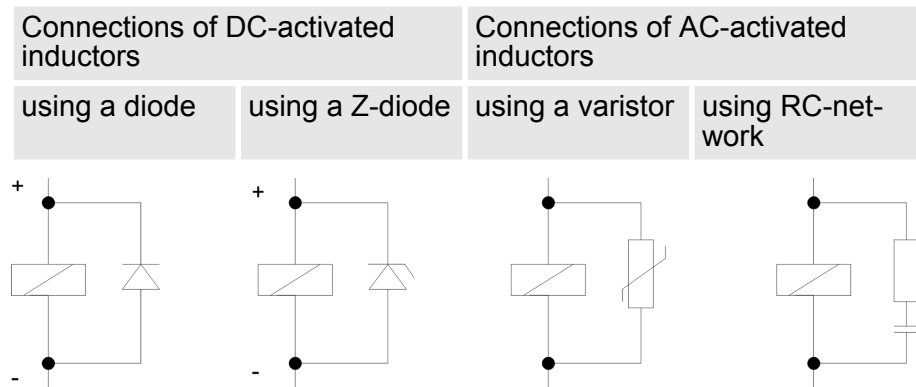 Connections of DC-activated
inductors
Connections of AC-activated
inductors
using a diode
using a Z-diode
using a varistor
using RC-net-
work
+
+
-
-